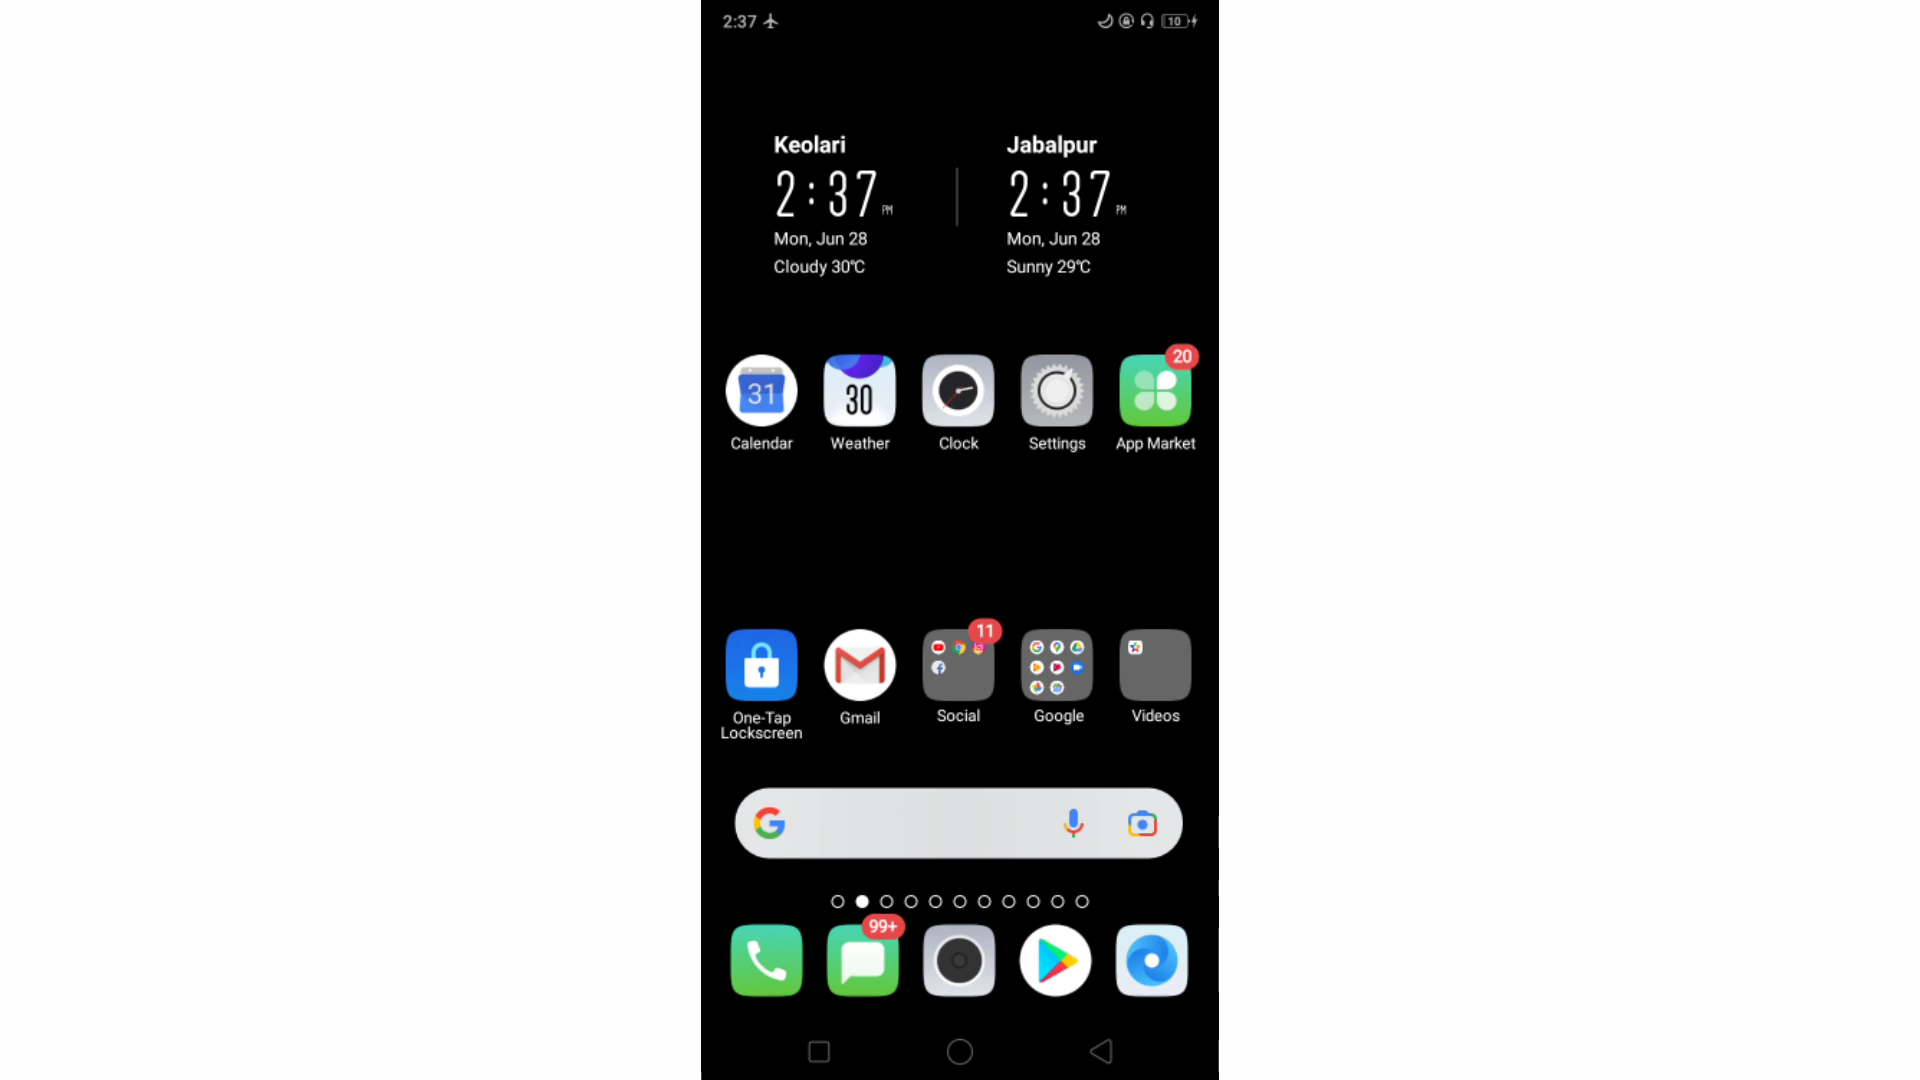 2:37
10
Keolari
2:37 PM
Mon, Jun 28
Cloudy 30℃
Jabalpur
2:37 PM
Mon, Jun 28
Sunny 29℃
31
30
20
Calendar
Weather
Clock
Settings
App Market
11
One-Tap
Lockscreen
Gmail
Social
Google
Videos
99+